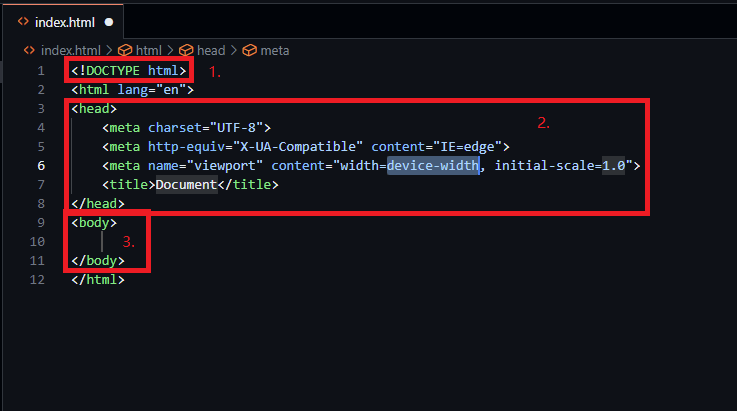 index.html
index.html > html > head > meta
1 <!DOCTYPE html> 1.
2 <html lang="en">
3 <head>
4 <meta charset="UTF-8"> 2.
5 <meta http-equiv="X-UA-Compatible" content="IE=edge">
6 <meta name="viewport" content="width=device-width, initial-scale=1.0">
7 <title>Document</title>
8 </head>
9 <body>
10 3.
11 </body>
12 </html>